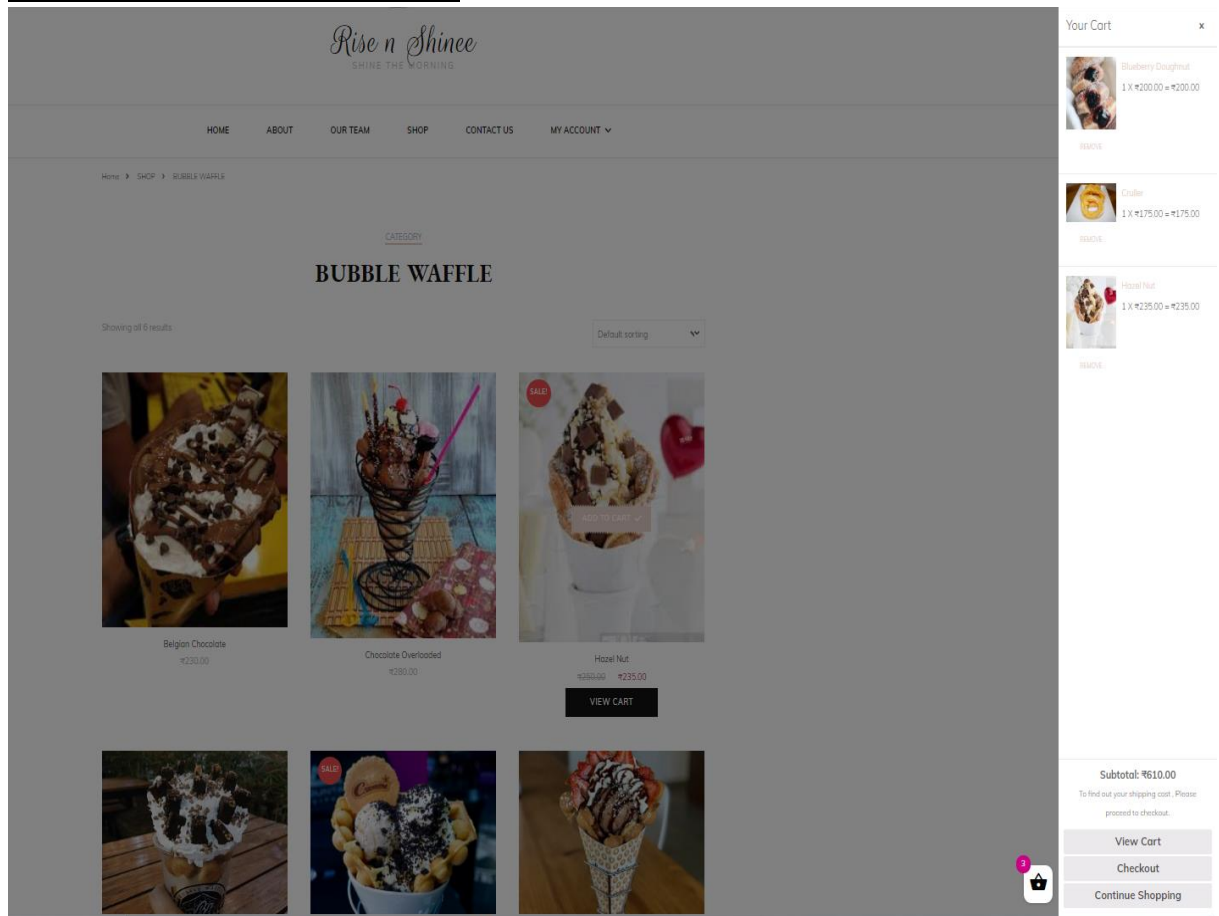 Rise n Shinee
SHINE THE MORNING
HOME ABOUT OUR TEAM SHOP CONTACT US MY ACCOUNT
Home > SHOP > BUBBLE WAFFLE
CATEGORY
BUBBLE WAFFLE
Showing all 6 results
Default sorting
SALE!
ADD TO CART
Belgian Chocolate
₹230.00
Chocolate Overloaded
₹280.00
Hazel Nut
₹250.00 ₹235.00
VIEW CART
SALE!
Your Cart x
Blueberry Doughnut
1 X ₹200.00 = ₹200.00
REMOVE
Cruller
1 X ₹175.00 = ₹175.00
REMOVE
Hazel Nut
1 X ₹235.00 = ₹235.00
REMOVE
Subtotal: ₹610.00
To find out your shipping cost , Please
proceed to checkout.
View Cart
Checkout
Continue Shopping
3